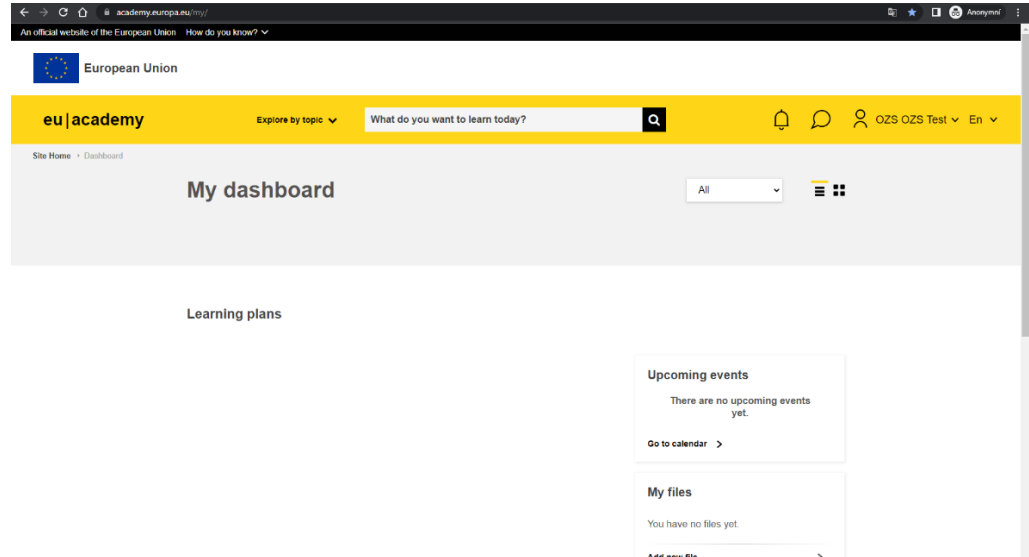 academy.europa.eu/my/
Anonymní
An official website of the European Union How do you know?
European Union
eu|academy
Explore by topic
What do you want to learn today?
OZS OZS Test
En
Site Home
Dashboard
My dashboard
All
Learning plans
Upcoming events
There are no upcoming events
yet.
Go to calendar
My files
You have no files yet.
Add new file